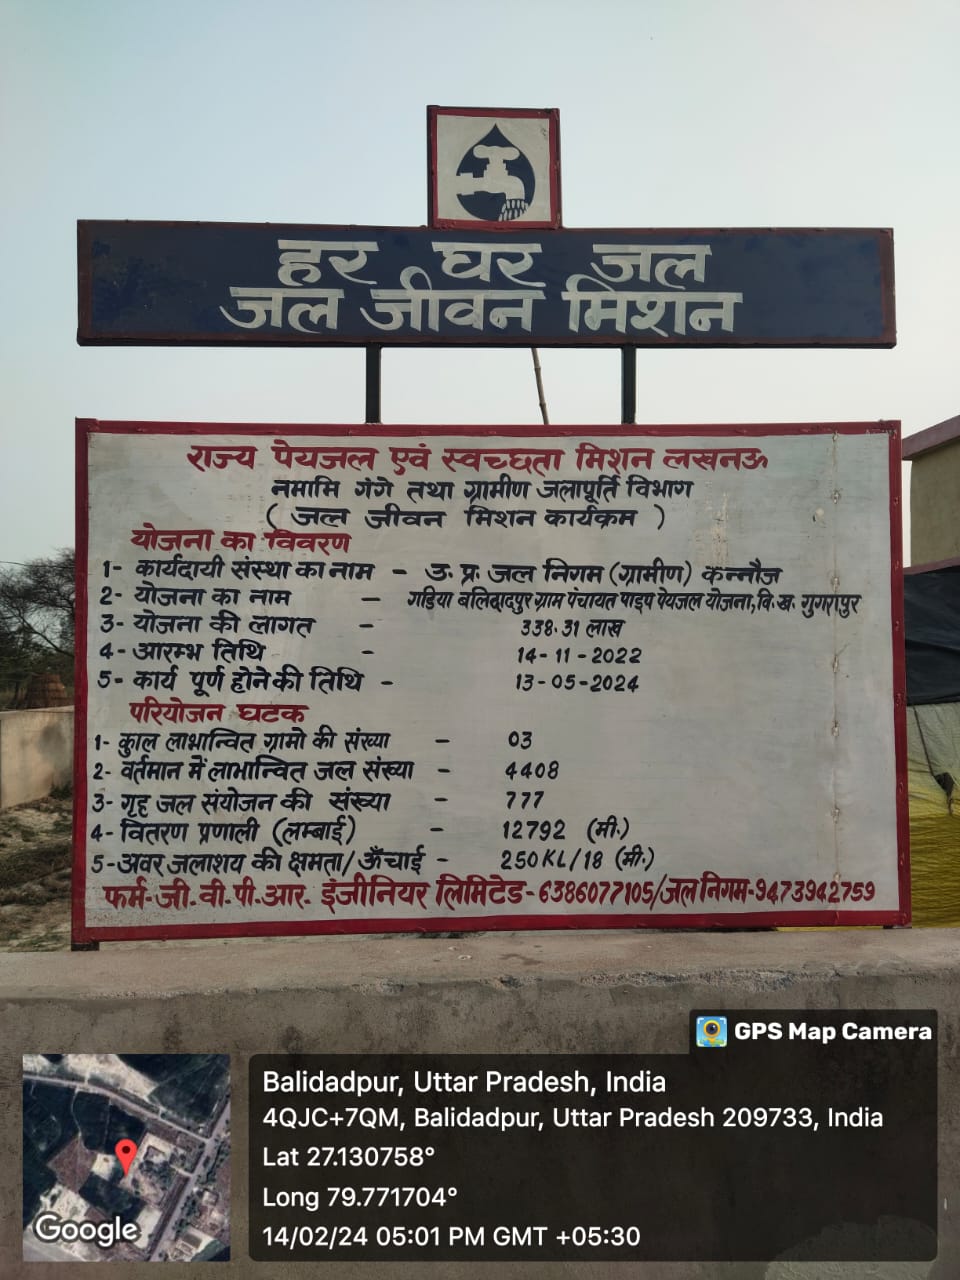 हर घर जल
जल जीवन मिशन
राज्य पेयजल एवं स्वच्छता मिशन लखनऊ
नमामि गंगे तथा ग्रामीण जलापूर्ति विभाग
( जल जीवन मिशन कार्यक्रम )
योजना का विवरण
1- कार्यदायी संस्था का नाम - उ. प्र. जल निगम (ग्रामीण) कन्नौज
2- योजना का नाम - गडिया बलिदादपुर ग्राम पंचायत पाइप पेयजल योजना, वि. ख. गुगरापुर
3- योजना की लागत - 338.31 लाख
4- आरम्भ तिथि - 14-11-2022
5- कार्य पूर्ण होने की तिथि - 13-05-2024
परियोजन घटक
1- कुाल लाभान्वित ग्रामो की संख्या - 03
2- वर्तमान में लाभान्वित जल संख्या - 4408
3- गृह जल संयोजन की संख्या - 777
4- वितरण प्रणाली (लम्बाई) - 12792 (मी.)
5-अवर जलाशय की क्षमता/ऊँचाई - 250KL/18 (मी.)
फर्म-जी. वी. पी. आर. इंजीनियर लिमिटेड-6386077105/जल निगम-9473942759
GPS Map Camera
Balidadpur, Uttar Pradesh, India
4QJC+7QM, Balidadpur, Uttar Pradesh 209733, India
Lat 27.130758°
Long 79.771704°
14/02/24 05:01 PM GMT +05:30
Google